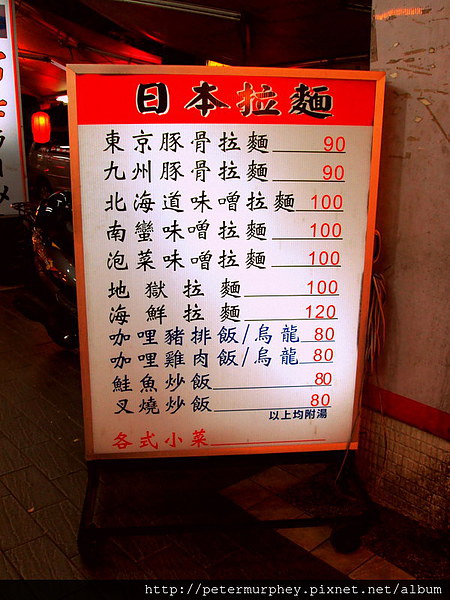 日本拉麵
東京豚骨拉麵 90
九州豚骨拉麵 90
北海道味噌拉麵 100
南蠻味噌拉麵 100
泡菜味噌拉麵 100
地獄拉麵 100
海鮮拉麵 120
咖哩豬排飯/烏龍 80
咖哩雞肉飯/烏龍 80
鮭魚炒飯 80
叉燒炒飯 80
以上均附湯
各式小菜
http://petermurphey.pixnet.net/album